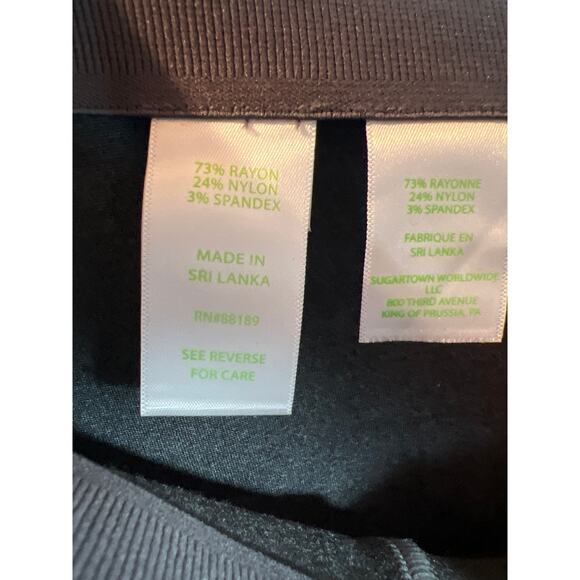 73% RAYON
24% NYLON
3% SPANDEX
MADE IN
SRI LANKA
RN#88189
SEE REVERSE
FOR CARE
73% RAYONNE
24% NYLON
3% SPANDEX
FABRIQUE EN
SRI LANKA
SUGARTOWN WORLDWIDE
LLC
800 THIRD AVENUE
KING OF PRUSSIA, PA